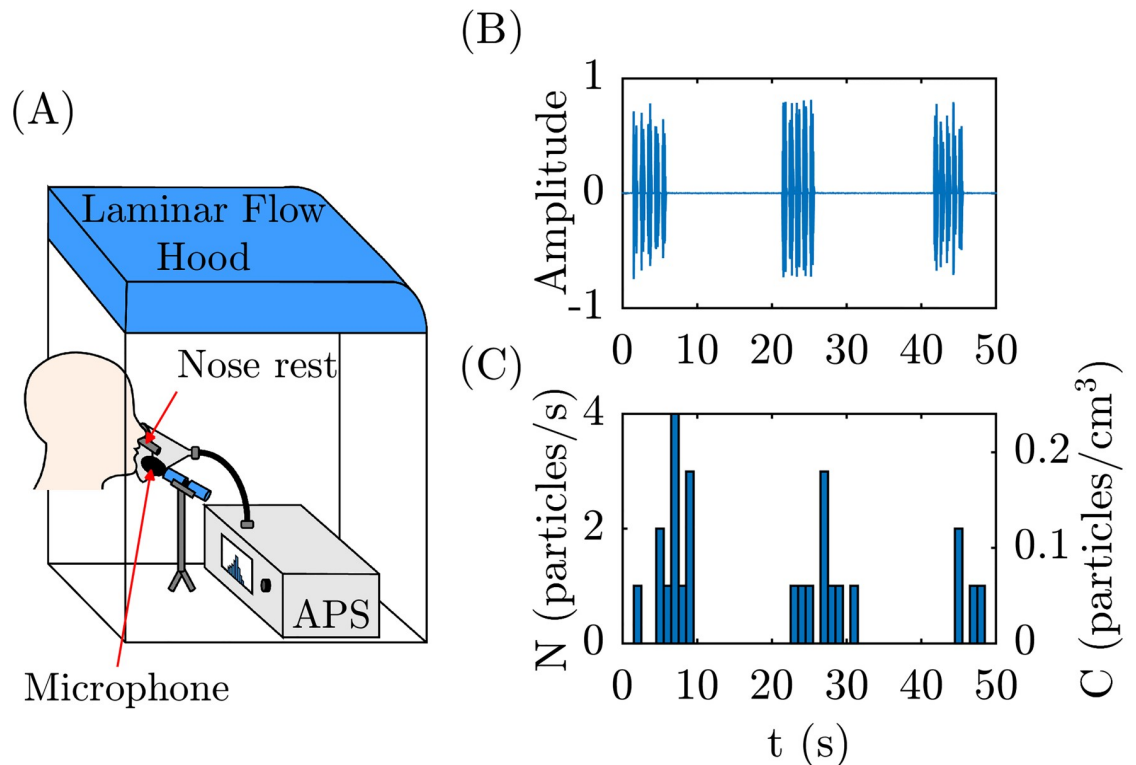 (A)
Laminar Flow
Hood
Nose rest
APS
Microphone
(B)
Amplitude
1
0
-1
0 10 20 30 40 50
(C)
N (particles/s)
4
2
0
C (particles/cm³)
0.2
0.1
0
0 10 20 30 40 50
t (s)